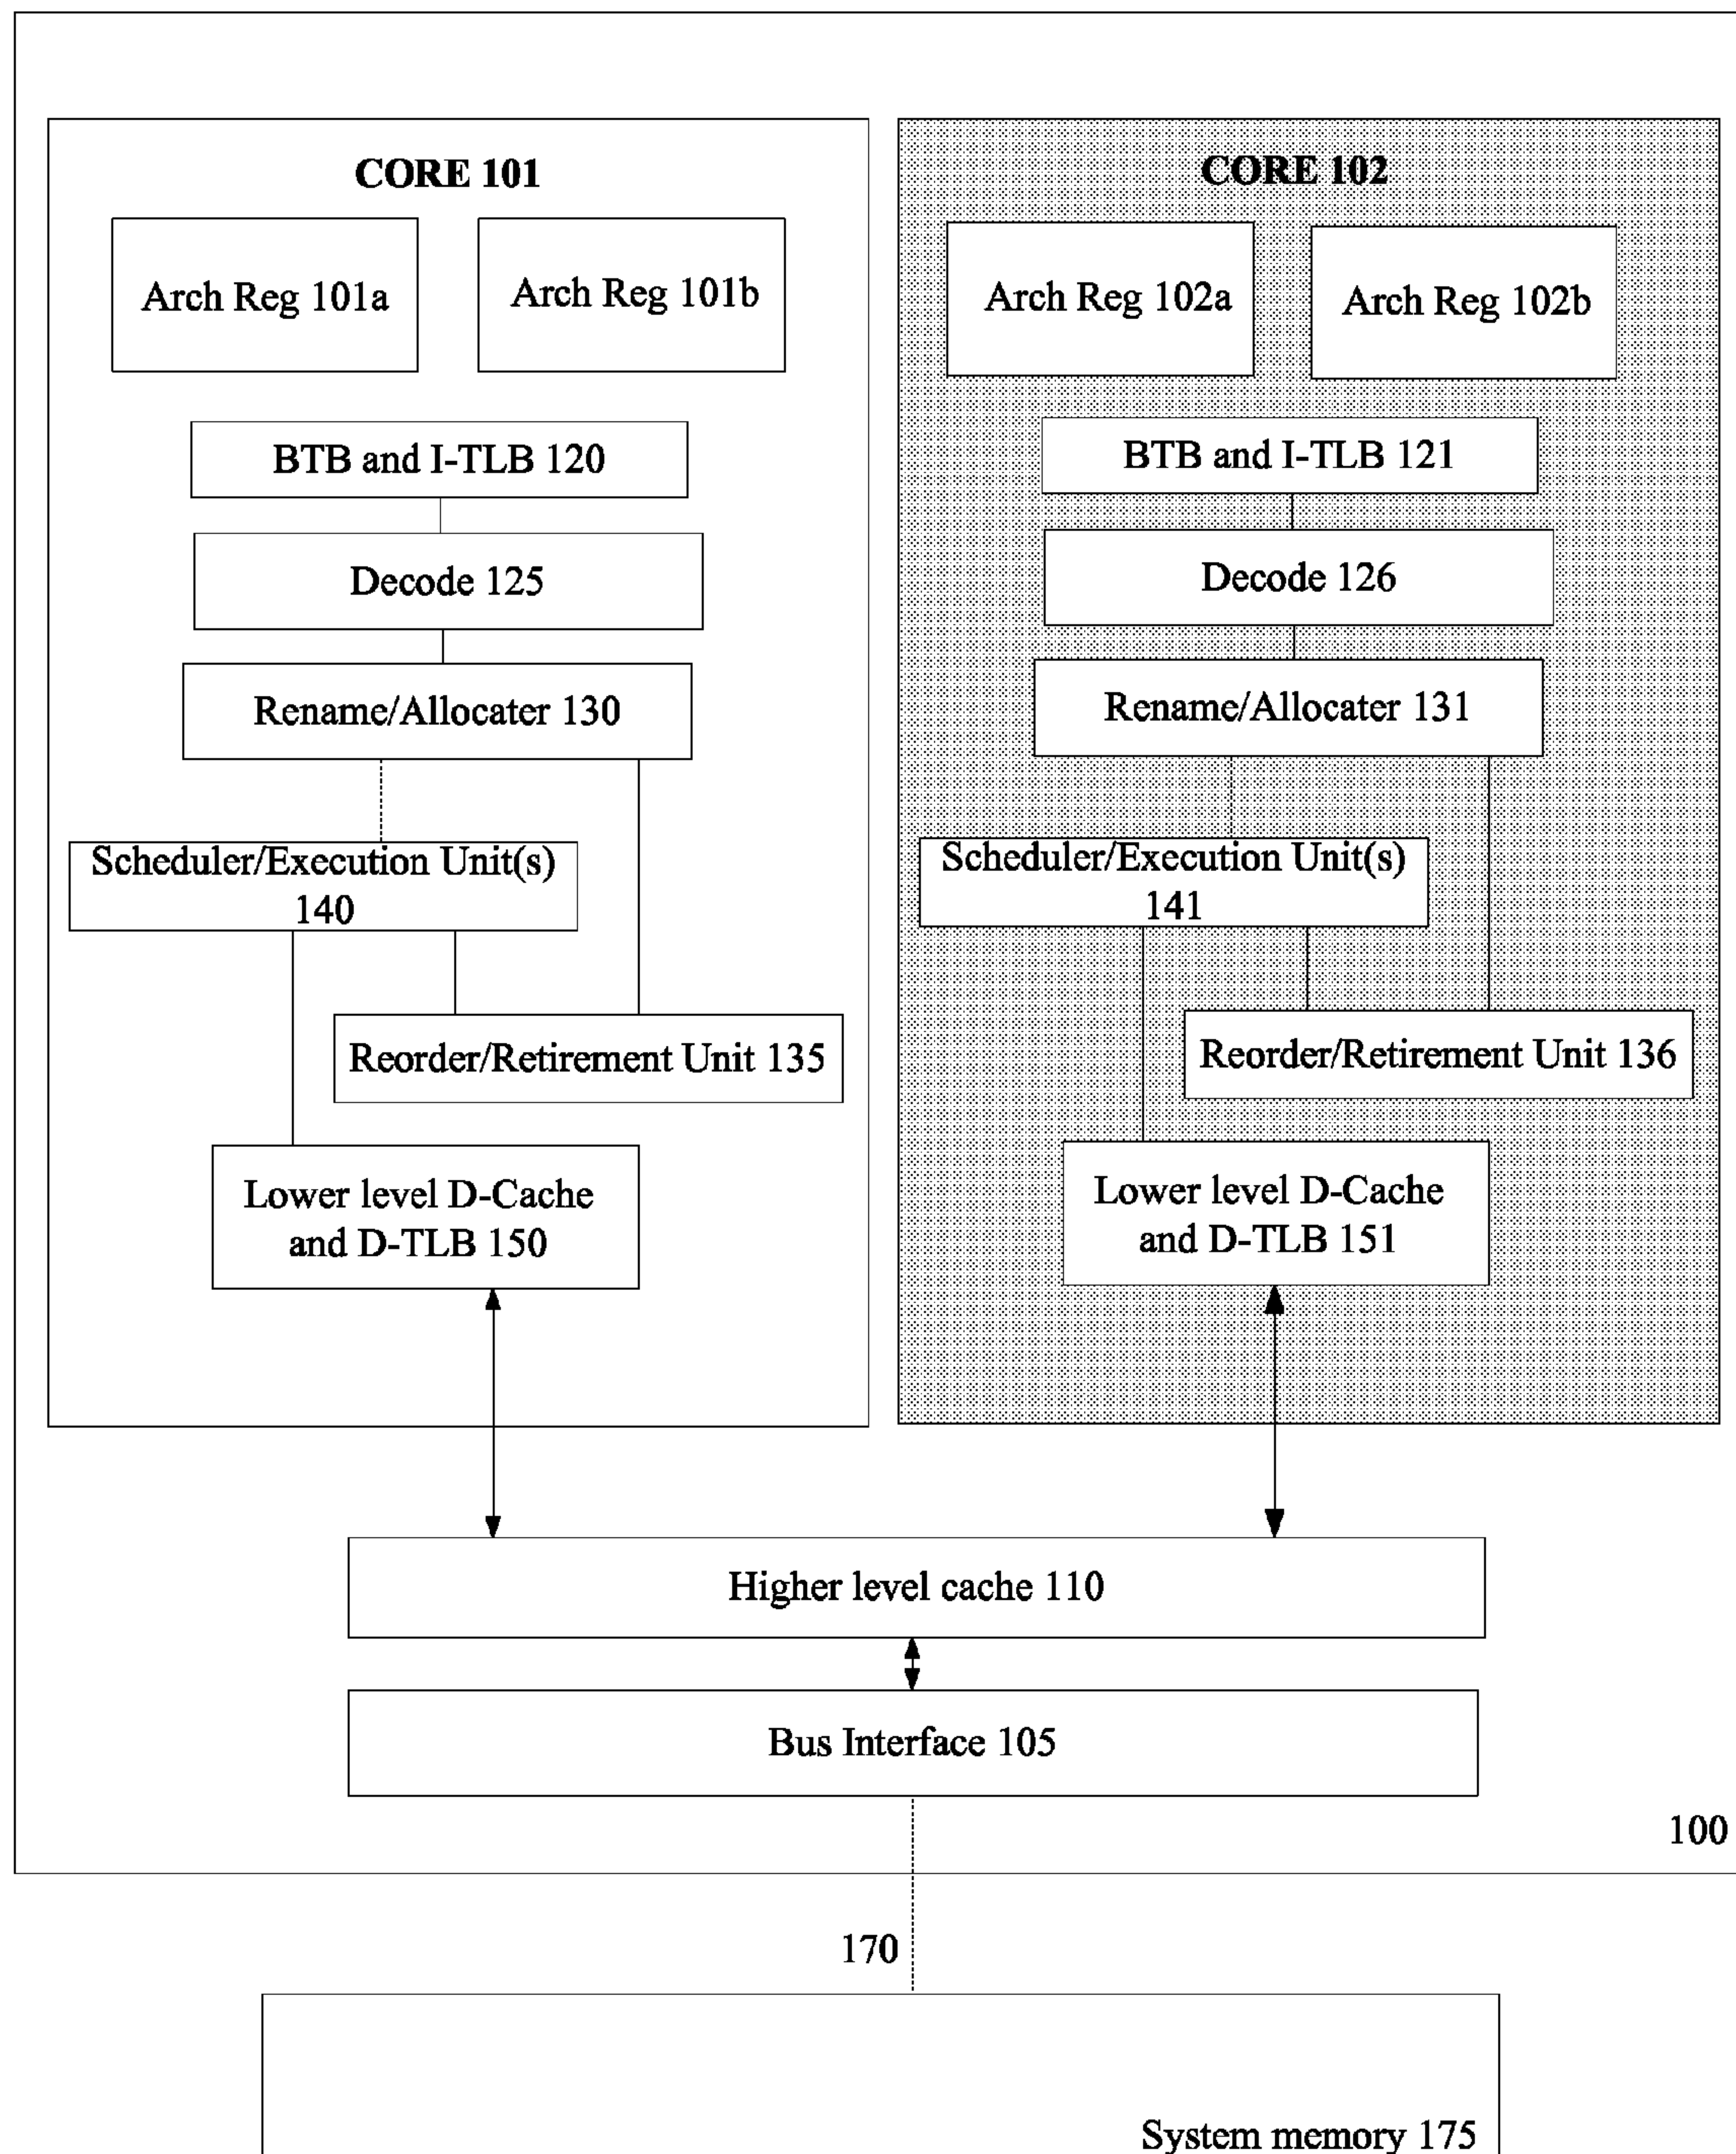 CORE 101
Arch Reg 101a
Arch Reg 101b
BTB and I-TLB 120
Decode 125
Rename/Allocater 130
Scheduler/Execution Unit(s)
140
Reorder/Retirement Unit 135
Lower level D-Cache
and D-TLB 150
CORE 102
Arch Reg 102a
Arch Reg 102b
BTB and I-TLB 121
Decode 126
Rename/Allocater 131
Scheduler/Execution Unit(s)
141
Reorder/Retirement Unit 136
Lower level D-Cache
and D-TLB 151
Higher level cache 110
Bus Interface 105
100
170
System memory 175